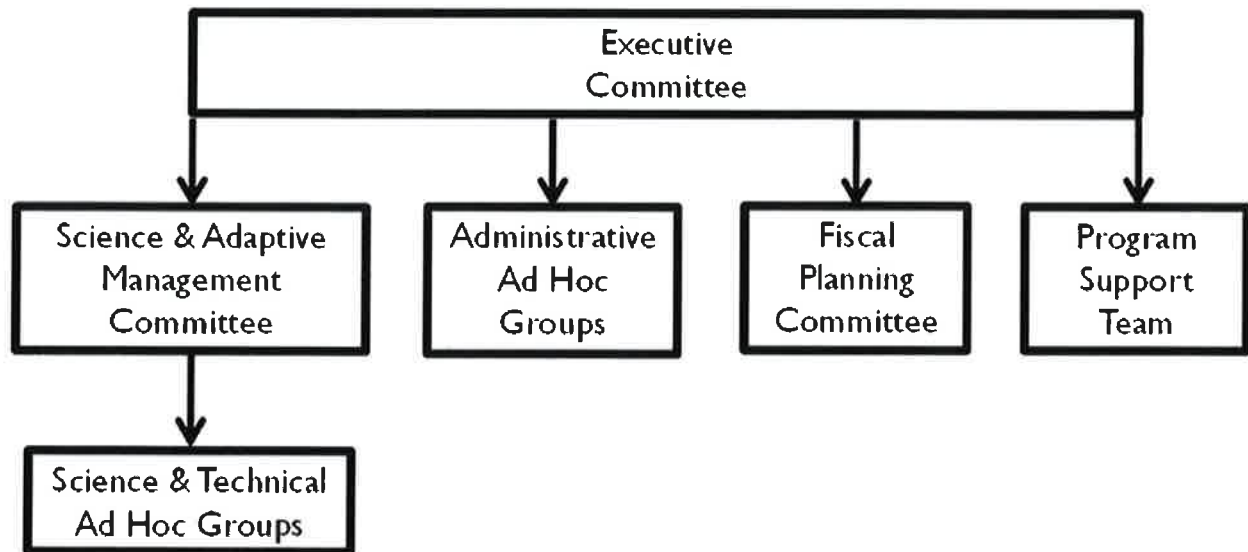 Executive
Committee
Science & Adaptive
Management
Committee
Administrative
Ad Hoc
Groups
Fiscal
Planning
Committee
Program
Support
Team
Science & Technical
Ad Hoc Groups